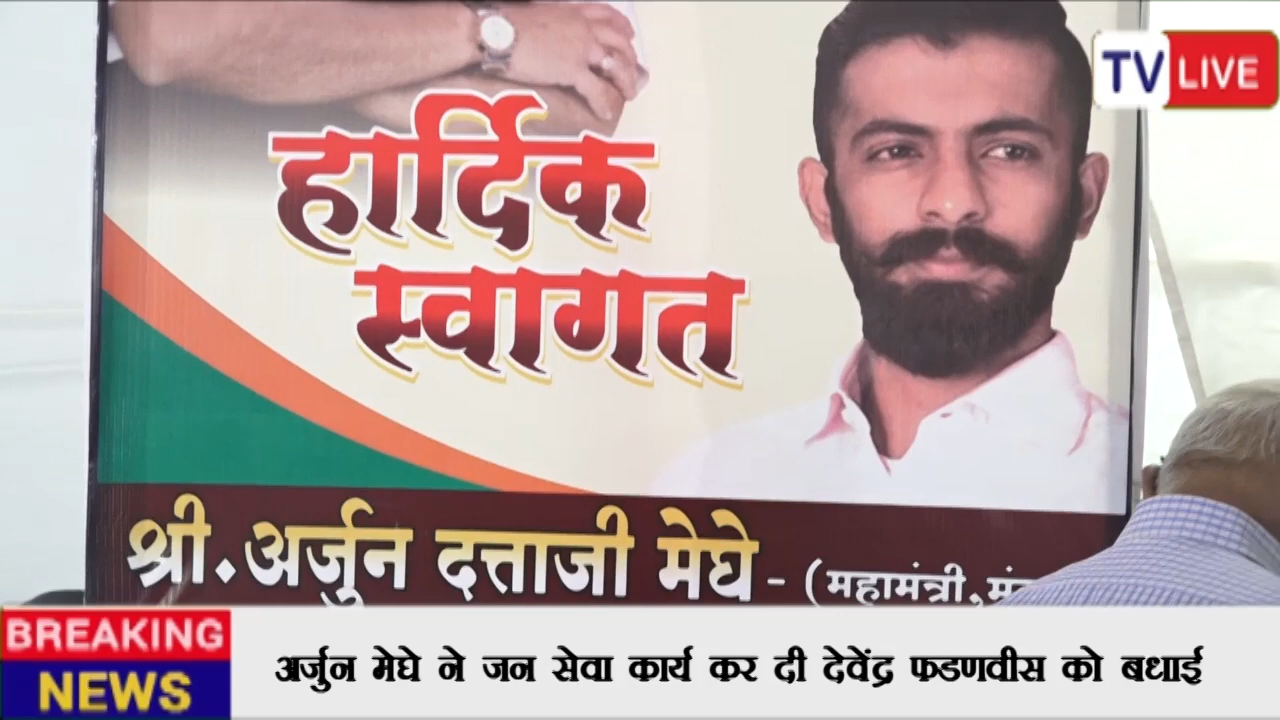 TV LIVE
हार्दिक
स्वागत
श्री.अर्जुन दत्ताजी मेघे - (महामंत्री,
BREAKING
NEWS
अर्जुन मेघे ने जन सेवा कार्य कर दी देवेंद्र फडणवीस को बधाई